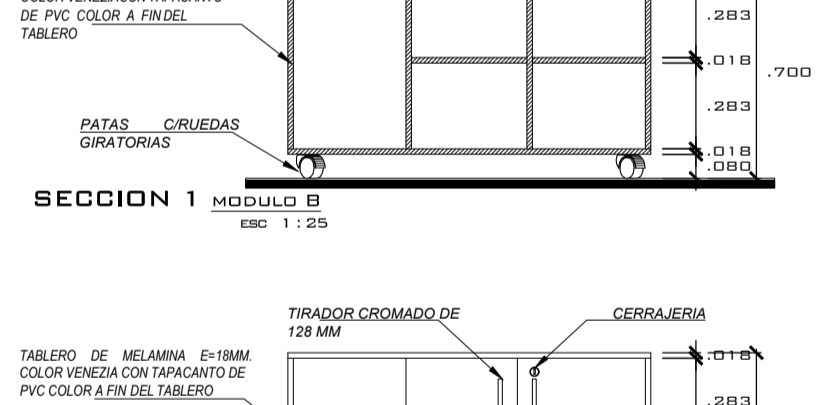 DE PVC COLOR A FIN DEL
TABLERO
.283
.018
.700
.283
PATAS C/RUEDAS
GIRATORIAS
.018
.080
SECCION 1 MODULO B
ESC 1:25
TIRADOR CROMADO DE
128 MM
CERRAJERIA
TABLERO DE MELAMINA E=18MM.
COLOR VENEZIA CON TAPACANTO DE
PVC COLOR A FIN DEL TABLERO
.018
.283